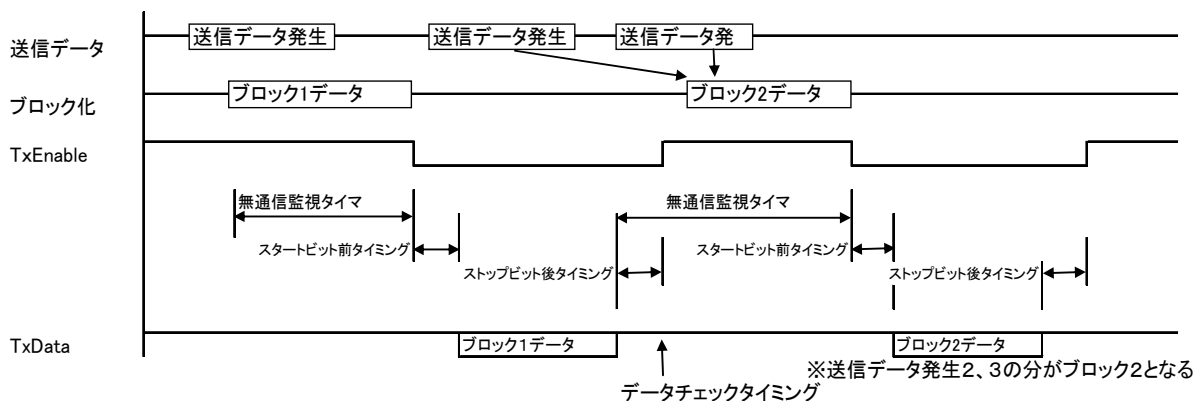 送信データ
送信データ発生
送信データ発生
送信データ発
ブロック化
ブロック1データ
ブロック2データ
TxEnable
無通信監視タイマ
無通信監視タイマ
スタートビット前タイミング
スタートビット前タイミング
ストップビット後タイミング
ストップビット後タイミング
TxData
ブロック1データ
ブロック2データ
※送信データ発生2、3の分がブロック2となる
データチェックタイミング